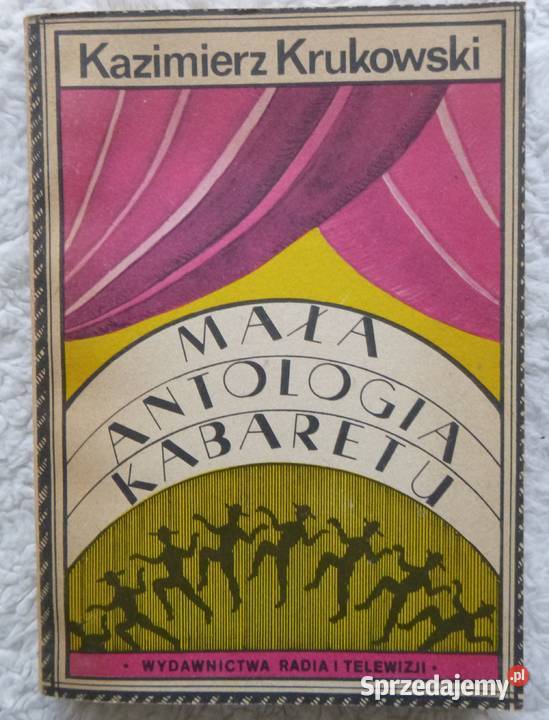 Kazimierz Krukowski
MAŁA
ANTOLOGIA
KABARETU
· WYDAWNICTWA RADIA I TELEWIZJI ·
Sprzedajemy.pl